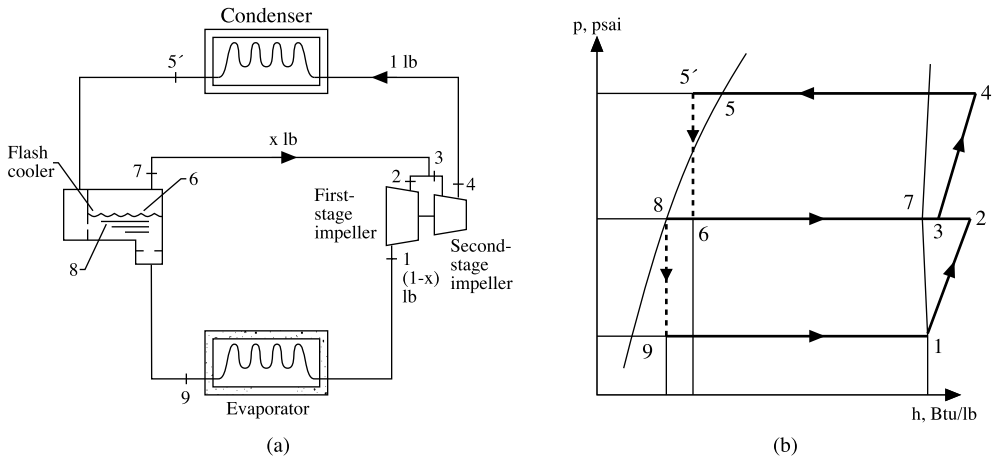 Condenser
5´
1 lb
x lb
Flash
cooler
7
6
2
3
4
First-
stage
impeller
Second-
stage
impeller
8
1
(1-x)
lb
9
Evaporator
(a)
p, psai
5´
5
4
8
6
7
3
2
9
1
h, Btu/lb
(b)